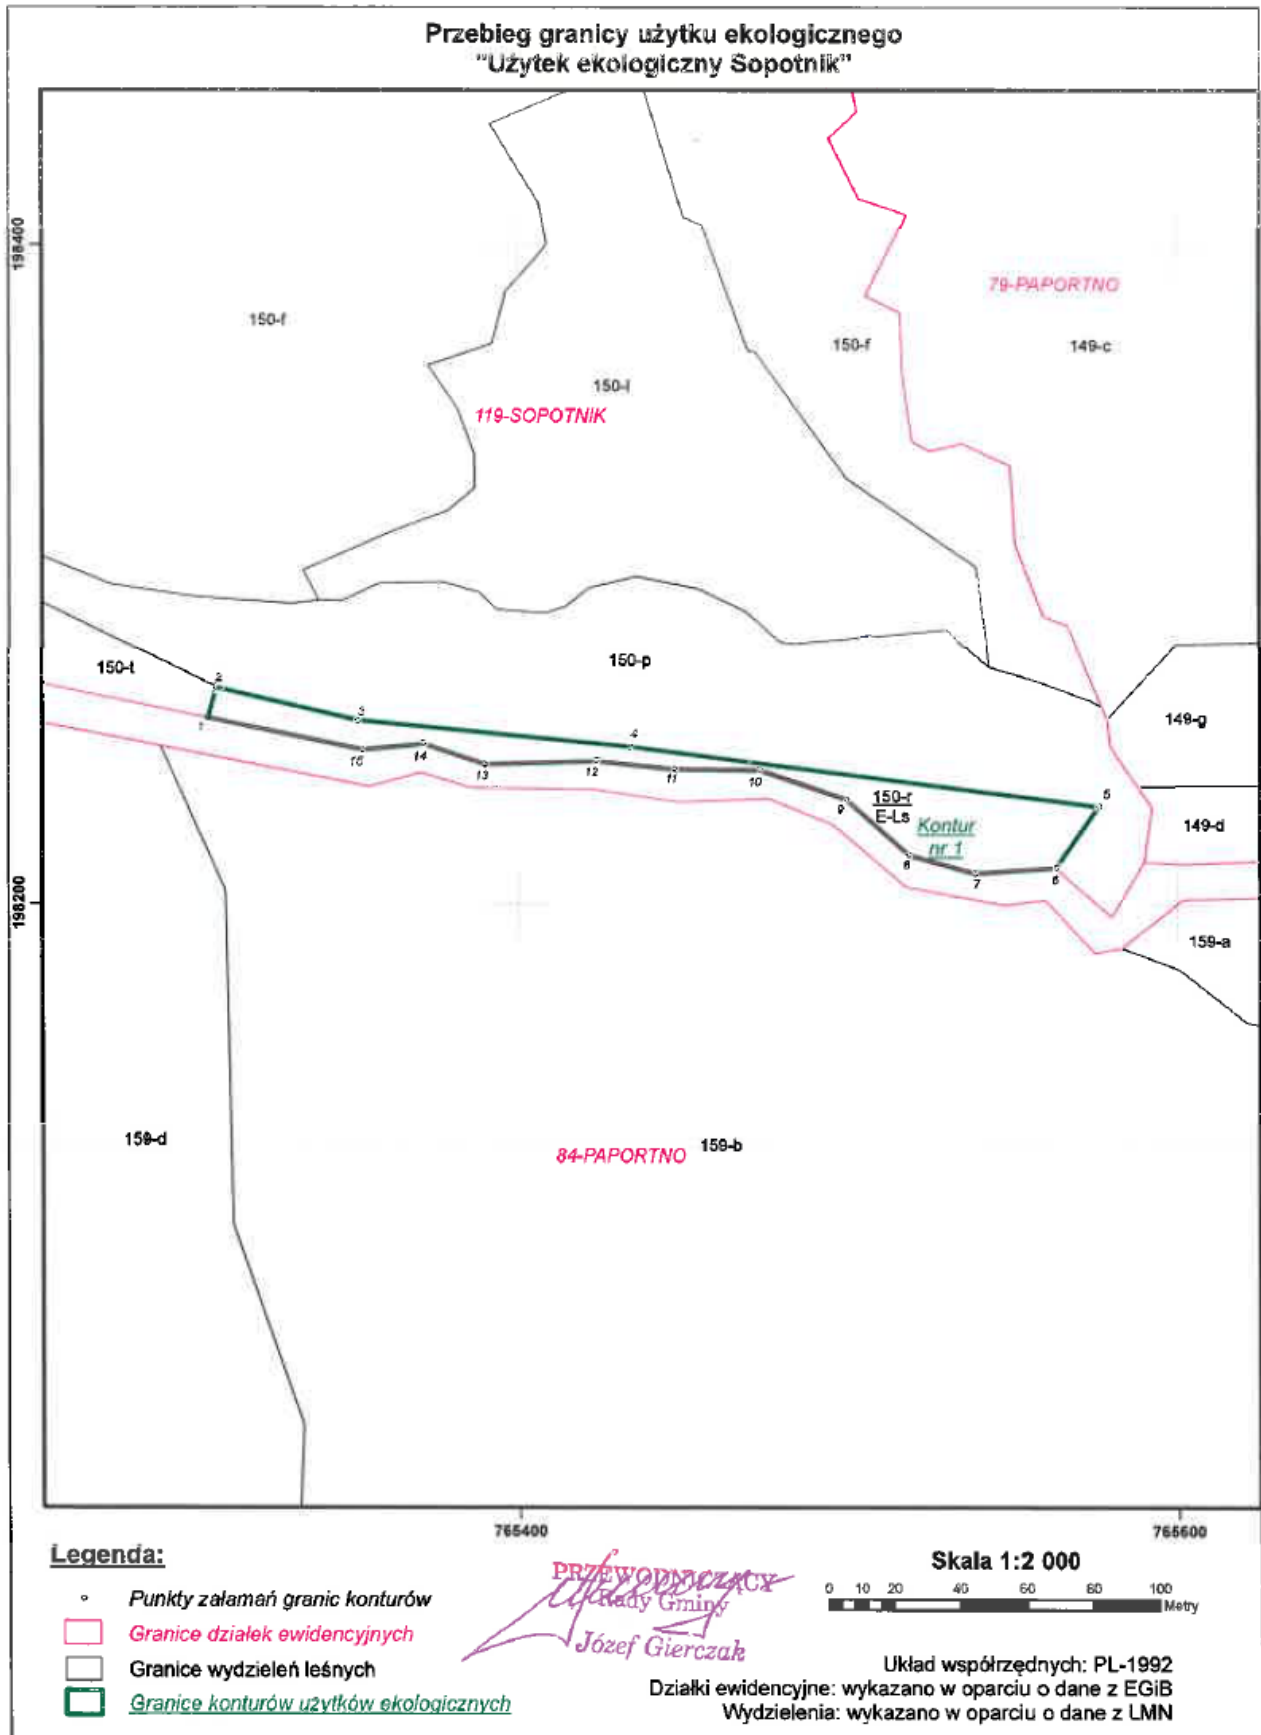 Przebieg granicy użytku ekologicznego
"Użytek ekologiczny Sopotnik"
198400
79-PAPORTNO
150-f
150-f
149-c
150-l
119-SOPOTNIK
150-t
150-p
2
149-g
1
3
4
15
14
13
12
11
10
5
9
150-r
E-Ls
Kontur
nr 1
149-d
8
7
6
198200
159-a
159-d
84-PAPORTNO
159-b
765400
765600
Legenda:
Punkty załamań granic konturów
Granice działek ewidencyjnych
Granice wydzieleń leśnych
Granice konturów użytków ekologicznych
PRZEWODNICZĄCY
Rady Gminy
Józef Gierczak
Skala 1:2 000
0 10 20 40 60 80 100
Metry
Układ współrzędnych: PL-1992
Działki ewidencyjne: wykazano w oparciu o dane z EGiB
Wydzielenia: wykazano w oparciu o dane z LMN